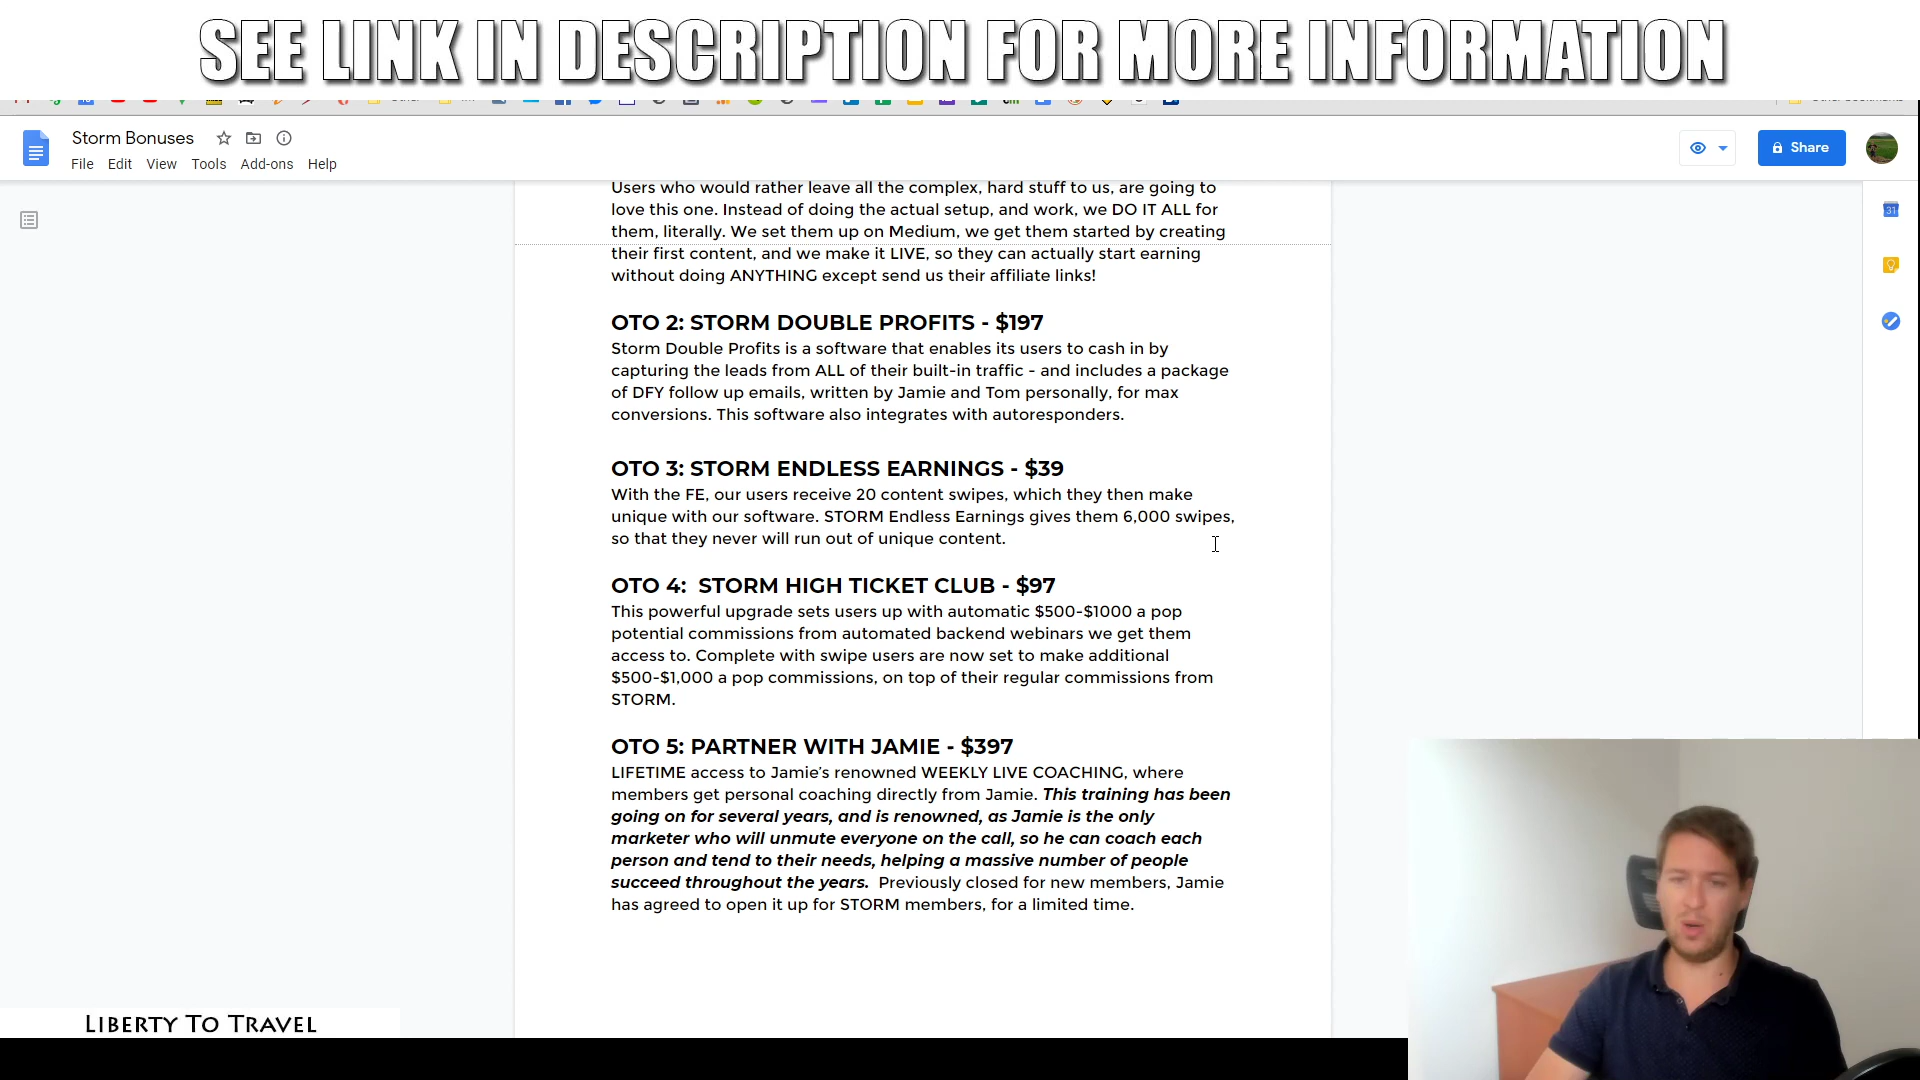 SEE LINK IN DESCRIPTION FOR MORE INFORMATION
Storm Bonuses
File Edit View Tools Add-ons Help
Share
31
Users who would rather leave all the complex, hard stuff to us, are going to
love this one. Instead of doing the actual setup, and work, we DO IT ALL for
them, literally. We set them up on Medium, we get them started by creating
their first content, and we make it LIVE, so they can actually start earning
without doing ANYTHING except send us their affiliate links!
OTO 2: STORM DOUBLE PROFITS - $197
Storm Double Profits is a software that enables its users to cash in by
capturing the leads from ALL of their built-in traffic - and includes a package
of DFY follow up emails, written by Jamie and Tom personally, for max
conversions. This software also integrates with autoresponders.
OTO 3: STORM ENDLESS EARNINGS - $39
With the FE, our users receive 20 content swipes, which they then make
unique with our software. STORM Endless Earnings gives them 6,000 swipes,
so that they never will run out of unique content.
OTO 4:  STORM HIGH TICKET CLUB - $97
This powerful upgrade sets users up with automatic $500-$1000 a pop
potential commissions from automated backend webinars we get them
access to. Complete with swipe users are now set to make additional
$500-$1,000 a pop commissions, on top of their regular commissions from
STORM.
OTO 5: PARTNER WITH JAMIE - $397
LIFETIME access to Jamie’s renowned WEEKLY LIVE COACHING, where
members get personal coaching directly from Jamie. This training has been
going on for several years, and is renowned, as Jamie is the only
marketer who will unmute everyone on the call, so he can coach each
person and tend to their needs, helping a massive number of people
succeed throughout the years.  Previously closed for new members, Jamie
has agreed to open it up for STORM members, for a limited time.
LIBERTY TO TRAVEL